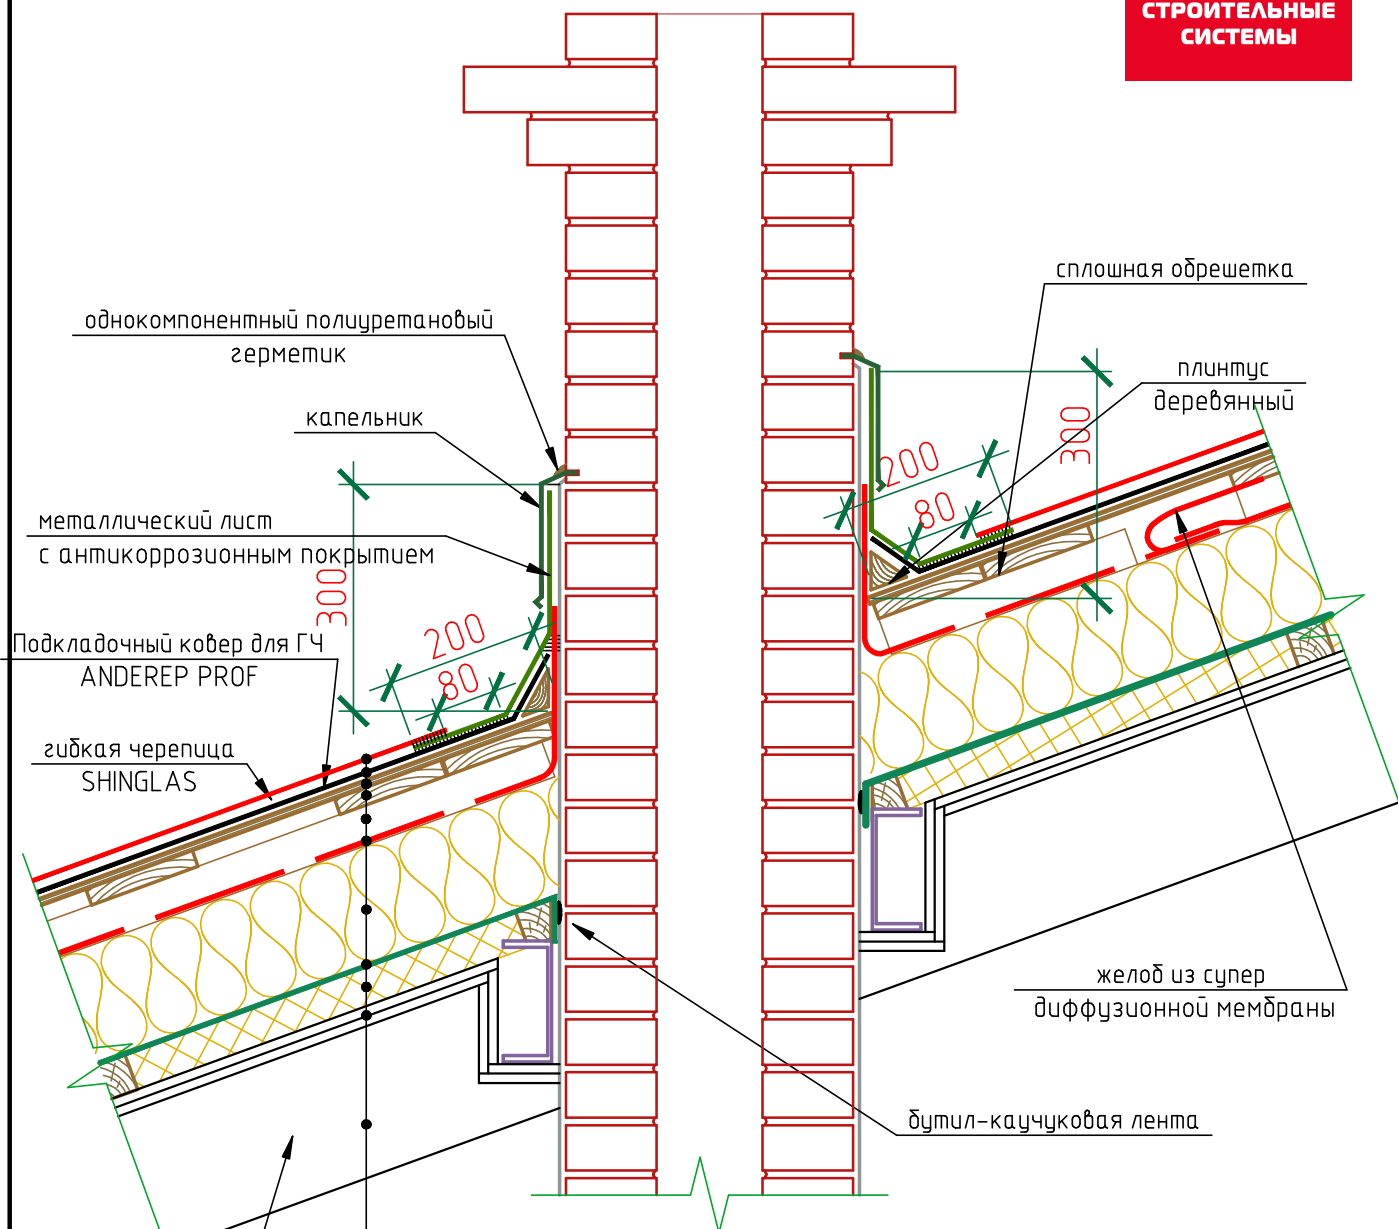 СТРОИТЕЛЬНЫЕ
СИСТЕМЫ
сплошная обрешетка
однокомпонентный полиуретановый
герметик
плинтус
деревянный
капельник
300
200
80
металлический лист
с антикоррозионным покрытием
300
200
80
Подкладочный ковер для ГЧ
ANDEREP PROF
гибкая черепица
SHINGLAS
желоб из супер
диффузионной мембраны
бутил-каучуковая лента